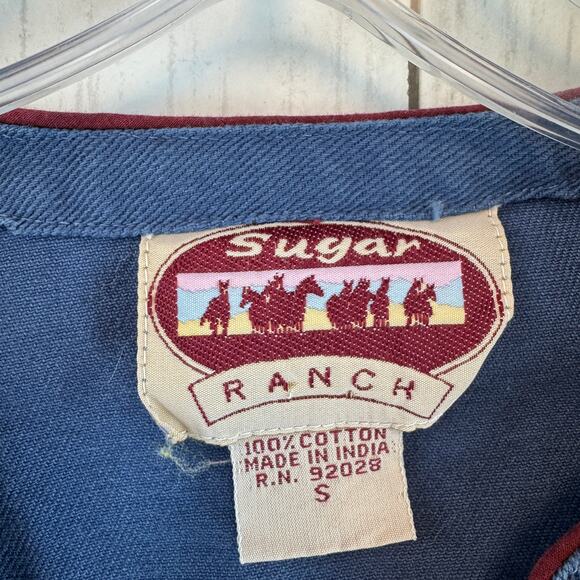 Sugar
RANCH
100% COTTON
MADE IN INDIA
R.N. 92028
S